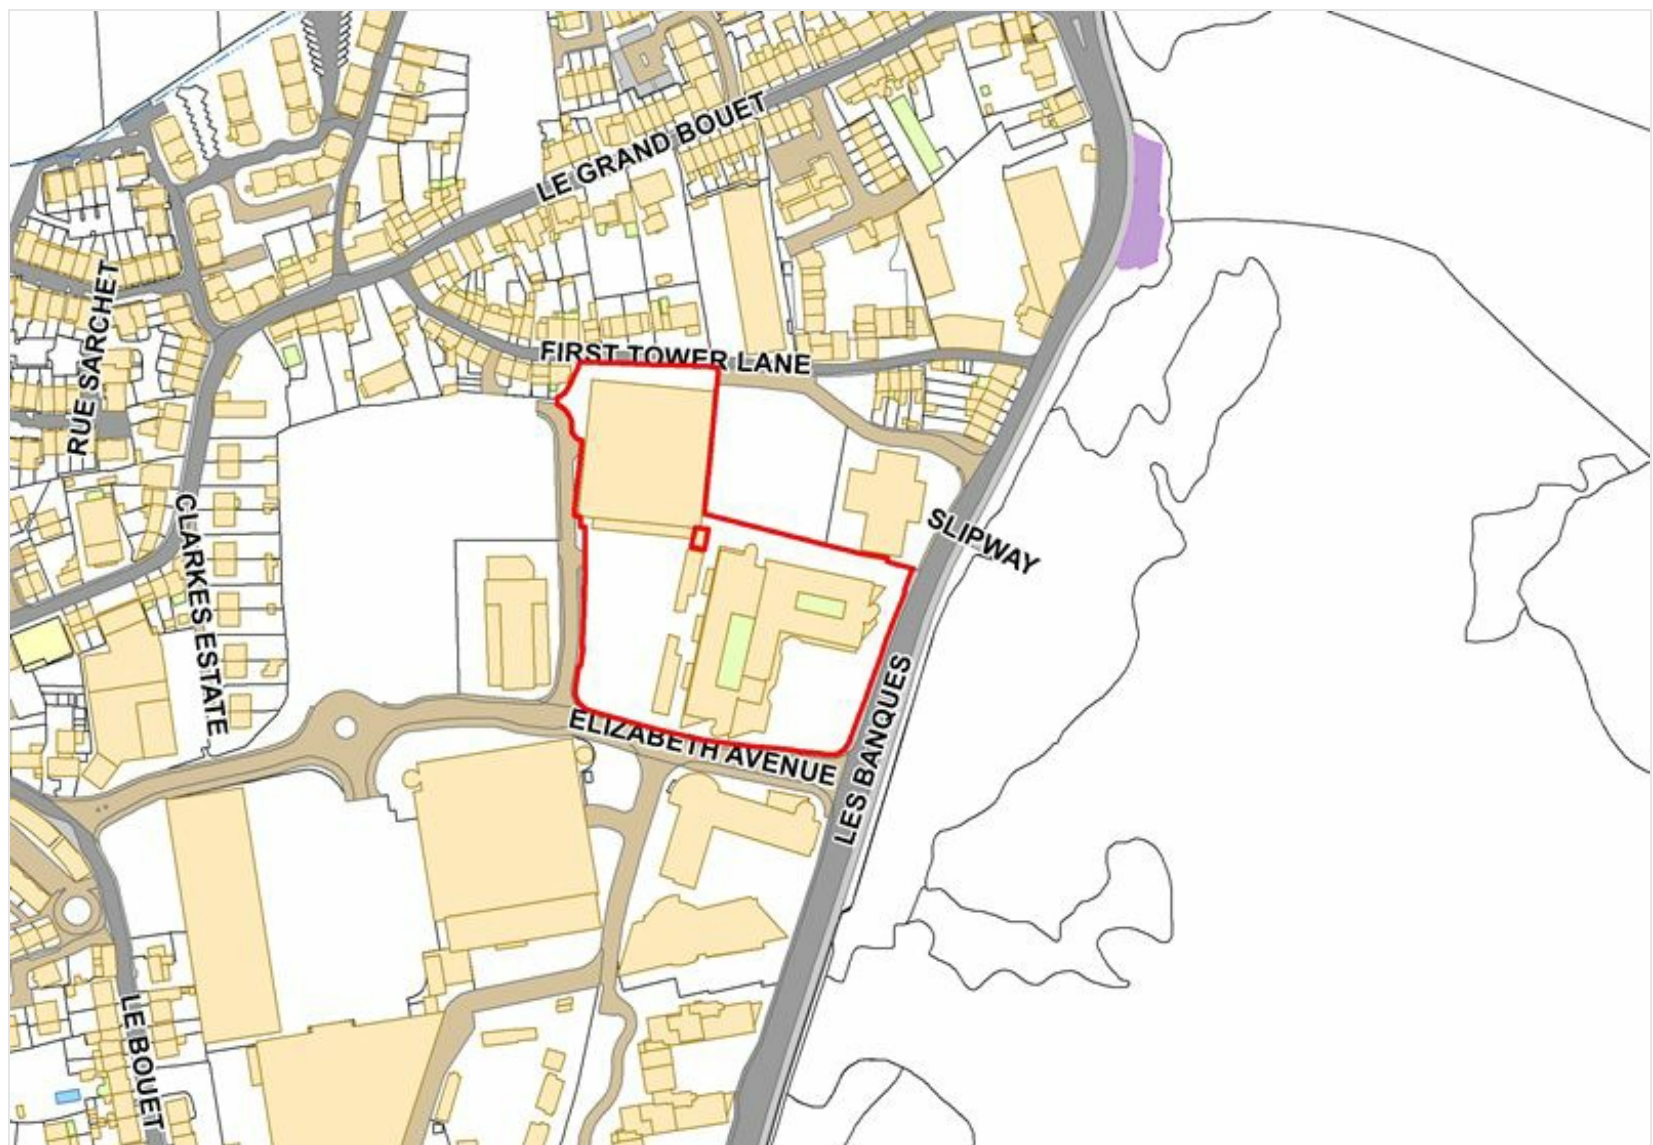 LE GRAND BOUET
RUE SARCHET
FIRST TOWER LANE
CLARKES ESTATE
SLIPWAY
ELIZABETH AVENUE
LES BANQUES
LE BOUET